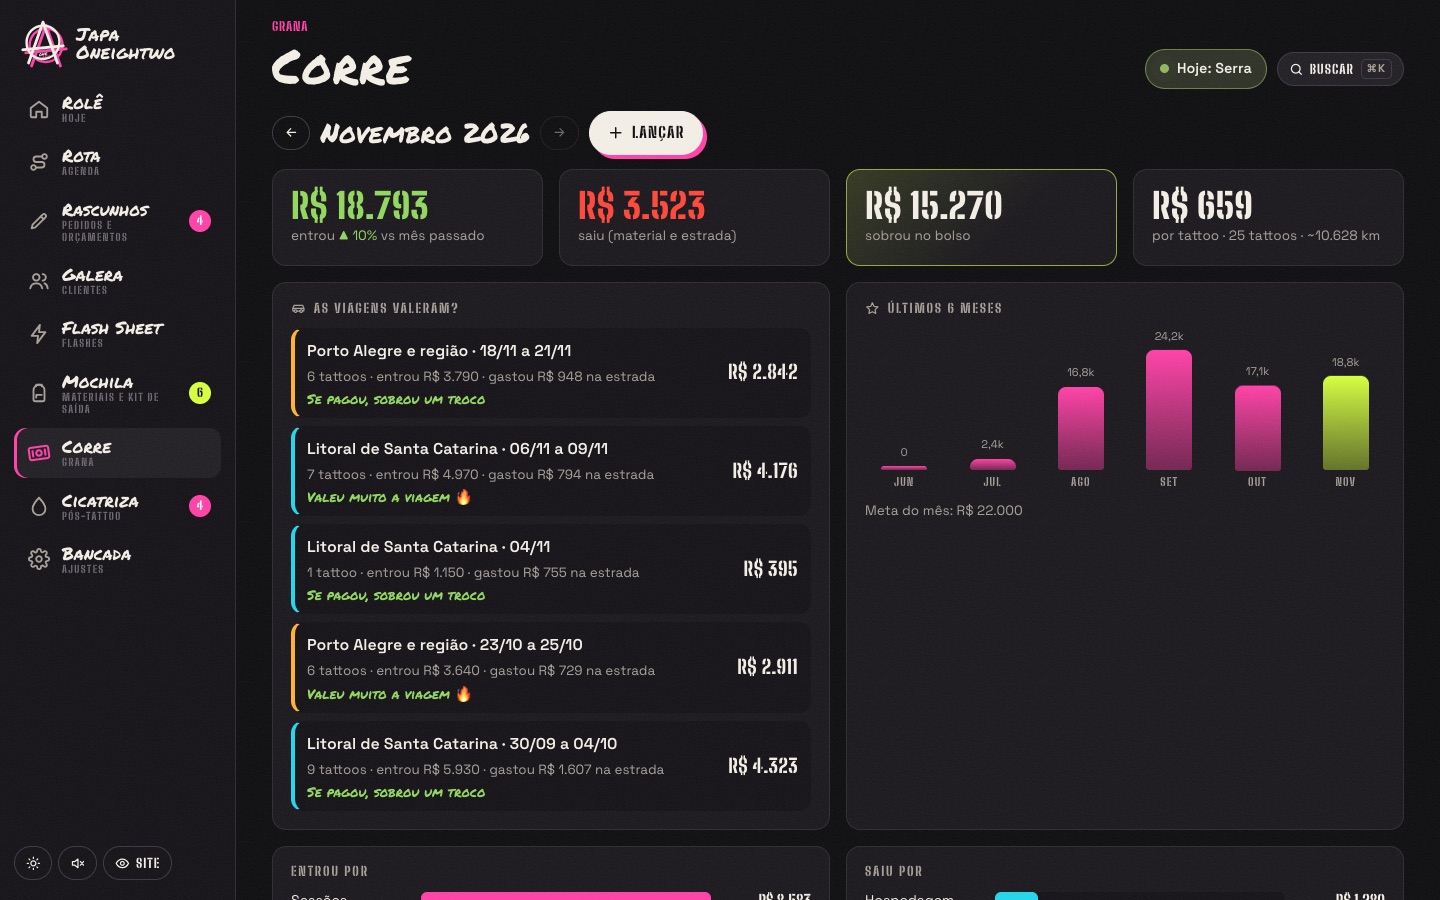 Japa
Oneightwo
Rolê
HOJE
Rota
AGENDA
Rascunhos
PEDIDOS E
ORÇAMENTOS
4
Galera
CLIENTES
Flash Sheet
FLASHES
Mochila
MATERIAIS E KIT DE
SAÍDA
6
Corre
GRANA
Cicatriza
PÓS-TATTOO
4
Bancada
AJUSTES
SITE
GRANA
Corre
Hoje: Serra
BUSCAR ⌘K
← Novembro 2026 →
+ LANÇAR
R$ 18.793
entrou ▲ 10% vs mês passado
R$ 3.523
saiu (material e estrada)
R$ 15.270
sobrou no bolso
R$ 659
por tattoo · 25 tattoos · ~10.628 km
AS VIAGENS VALERAM?
Porto Alegre e região · 18/11 a 21/11
6 tattoos · entrou R$ 3.790 · gastou R$ 948 na estrada
Se pagou, sobrou um troco
R$ 2.842
Litoral de Santa Catarina · 06/11 a 09/11
7 tattoos · entrou R$ 4.970 · gastou R$ 794 na estrada
Valeu muito a viagem 🔥
R$ 4.176
Litoral de Santa Catarina · 04/11
1 tattoo · entrou R$ 1.150 · gastou R$ 755 na estrada
Se pagou, sobrou um troco
R$ 395
Porto Alegre e região · 23/10 a 25/10
6 tattoos · entrou R$ 3.640 · gastou R$ 729 na estrada
Valeu muito a viagem 🔥
R$ 2.911
Litoral de Santa Catarina · 30/09 a 04/10
9 tattoos · entrou R$ 5.930 · gastou R$ 1.607 na estrada
Se pagou, sobrou um troco
R$ 4.323
ÚLTIMOS 6 MESES
0 2,4k 16,8k 24,2k 17,1k 18,8k
JUN JUL AGO SET OUT NOV
Meta do mês: R$ 22.000
ENTROU POR
Sessões R$ 8.583
SAIU POR
Hospedagem R$ 1.280